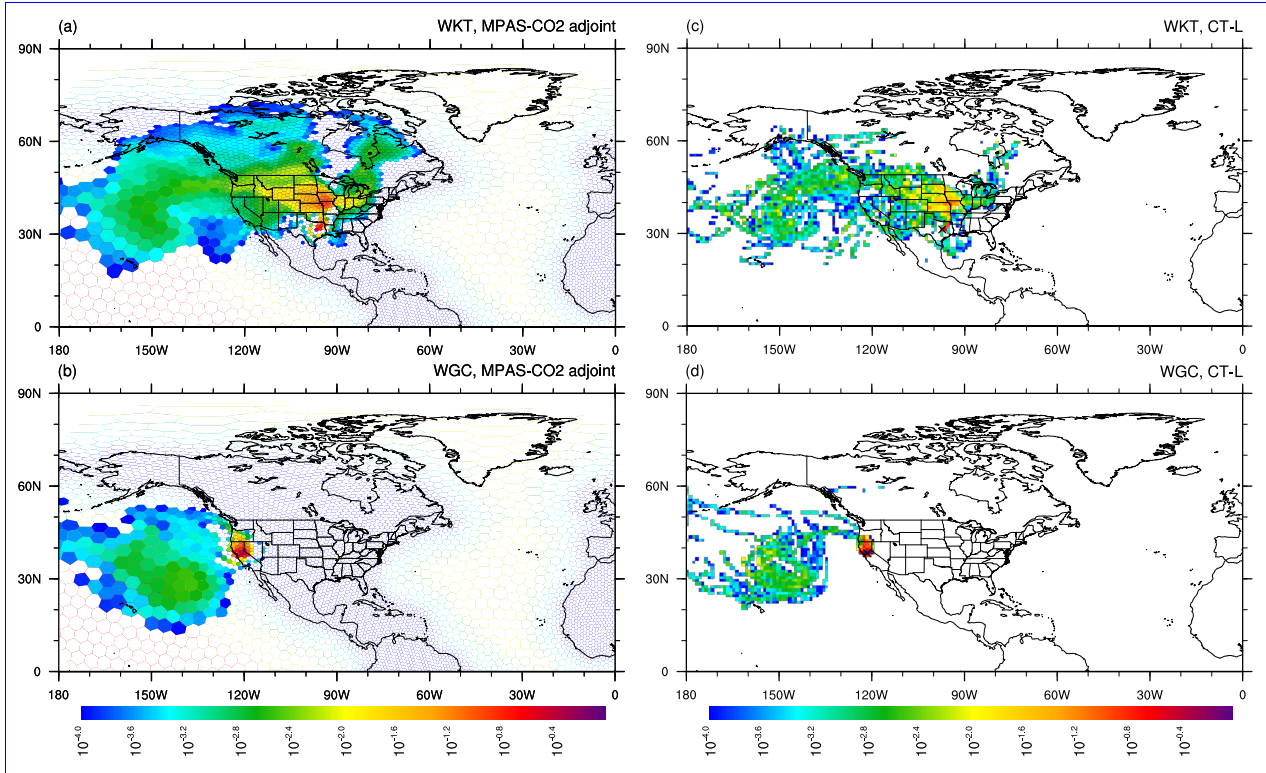 (a) WKT, MPAS-CO2 adjoint
90N
60N
30N
0
180 150W 120W 90W 60W 30W 0
(c) WKT, CT-L
90N
60N
30N
0
180 150W 120W 90W 60W 30W 0
(b) WGC, MPAS-CO2 adjoint
90N
60N
30N
0
180 150W 120W 90W 60W 30W 0
(d) WGC, CT-L
90N
60N
30N
0
180 150W 120W 90W 60W 30W 0
10^-4.0 10^-3.6 10^-3.2 10^-2.8 10^-2.4 10^-2.0 10^-1.6 10^-1.2 10^-0.8 10^-0.4
10^-4.0 10^-3.6 10^-3.2 10^-2.8 10^-2.4 10^-2.0 10^-1.6 10^-1.2 10^-0.8 10^-0.4